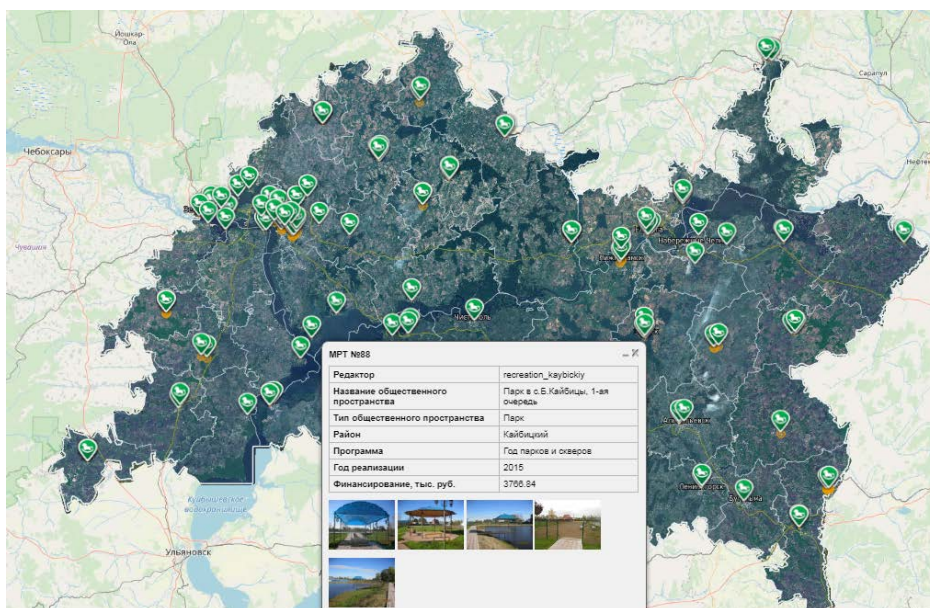 Йошкар-
Ола
Сарапул
Чебоксары
Нефтек
Чувашия
Набережные Челн
Чистополь
МРТ №88
Редактор
recreation_kaybickiy
Название общественного
пространства
Парк в с.Б.Кайбицы, 1-ая
очередь
Тип общественного пространства
Парк
Район
Кайбицкий
Программа
Год парков и скверов
Год реализации
2015
Финансирование, тыс. руб.
3766.84
Куйбышевское
водохранилище
Ульяновск